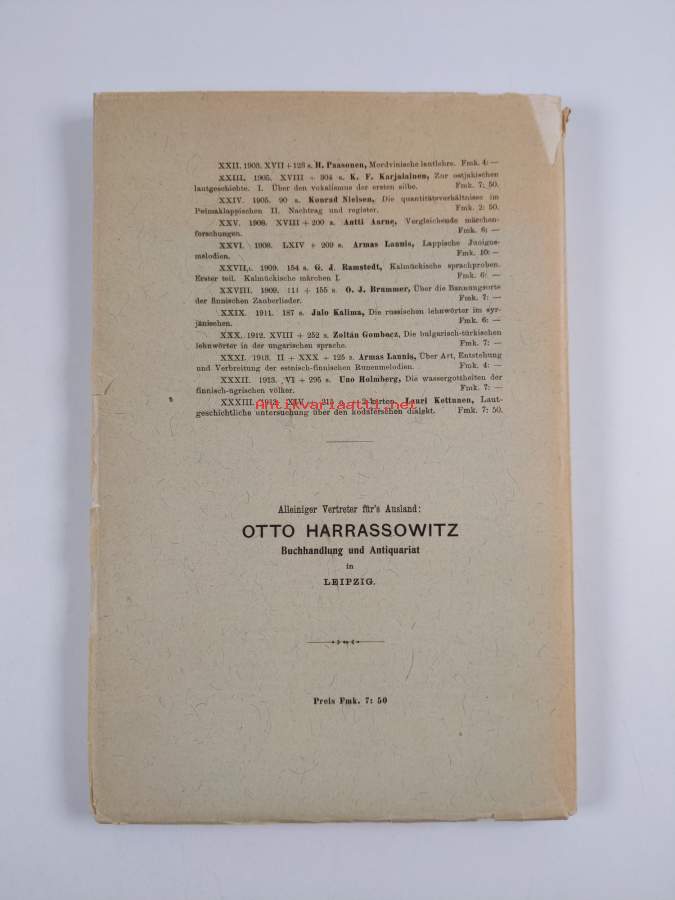 XXII. 1903. XVII + 123 s. H. Paasonen, Mordvinische lautlehre. Fmk. 4: —
XXIII. 1905. XVIII + 304 s. K. F. Karjalainen, Zur ostjakischen
lautgeschichte. I. Über den vokalismus der ersten silbe. Fmk. 7: 50.
XXIV. 1905. 90 s. Konrad Nielsen, Die quantitätsverhältnisse im
Polmaklappischen II. Nachtrag und register. Fmk. 2: 50.
XXV. 1908. XVIII + 200 s. Antti Aarne, Vergleichende märchen-
forschungen. Fmk. 6: —
XXVI. 1908. LXIV + 209 s. Armas Launis, Lappische Juoigos-
melodien. Fmk. 10: —
XXVII,1. 1909. 154 s. G. J. Ramstedt, Kalmückische sprachproben.
Erster teil. Kalmückische märchen I. Fmk. 6: —
XXVIII. 1909. III + 155 s. O. J. Brummer, Über die Bannungsorte
der finnischen Zauberlieder. Fmk. 7: —
XXIX. 1911. 187 s. Jalo Kalima, Die russischen lehnwörter im syr-
jänischen. Fmk. 6: —
XXX. 1912. XVIII + 252 s. Zoltán Gombocz, Die bulgarisch-türkischen
lehnwörter in der ungarischen sprache. Fmk. 7: —
XXXI. 1913. II + XXX + 125 s. Armas Launis, Über Art, Entstehung
und Verbreitung der estnisch-finnischen Runenmelodien. Fmk. 4: —
XXXII. 1913. VI + 295 s. Uno Holmberg, Die wassergottheiten der
finnisch-ugrischen völker. Fmk. 7: —
XXXIII. XIV Lauri Kettunen, Laut-
Antikvariaatti.net
geschichtliche untersuchung über den kodaferschen dialekt. Fmk. 7: 50.
Alleiniger Vertreter für's Ausland:
OTTO HARRASSOWITZ
Buchhandlung und Antiquariat
in
LEIPZIG.
Preis Fmk. 7: 50